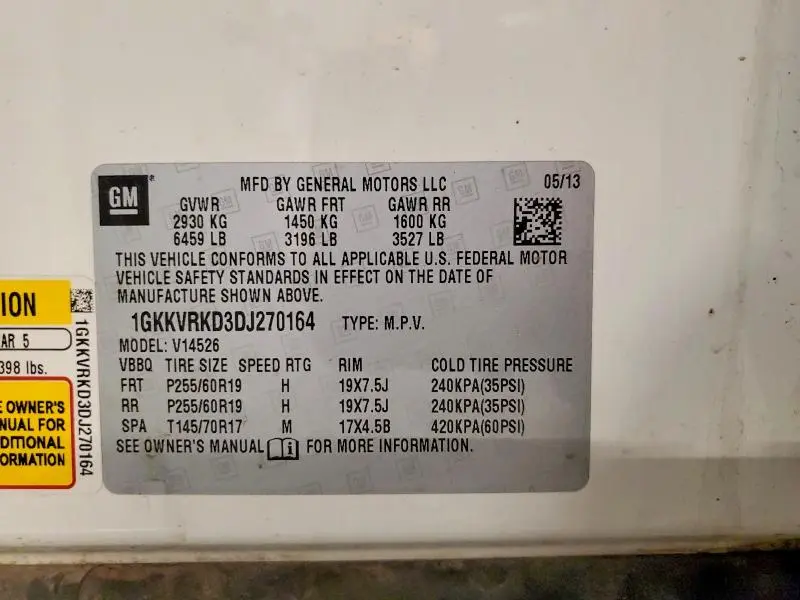 GM
MFD BY GENERAL MOTORS LLC 05/13
GVWR GAWR FRT GAWR RR
2930 KG 1450 KG 1600 KG
6459 LB 3196 LB 3527 LB
THIS VEHICLE CONFORMS TO ALL APPLICABLE U.S. FEDERAL MOTOR
VEHICLE SAFETY STANDARDS IN EFFECT ON THE DATE OF
MANUFACTURE SHOWN ABOVE.
1GKKVRKD3DJ270164 TYPE: M.P.V.
MODEL: V14526
VBBQ TIRE SIZE SPEED RTG RIM COLD TIRE PRESSURE
FRT P255/60R19 H 19X7.5J 240KPA(35PSI)
RR P255/60R19 H 19X7.5J 240KPA(35PSI)
SPA T145/70R17 M 17X4.5B 420KPA(60PSI)
SEE OWNER'S MANUAL i FOR MORE INFORMATION.
ION
AR 5
398 lbs.
E OWNER'S
NUAL FOR
DITIONAL
ORMATION
1GKKVRKD3DJ270164